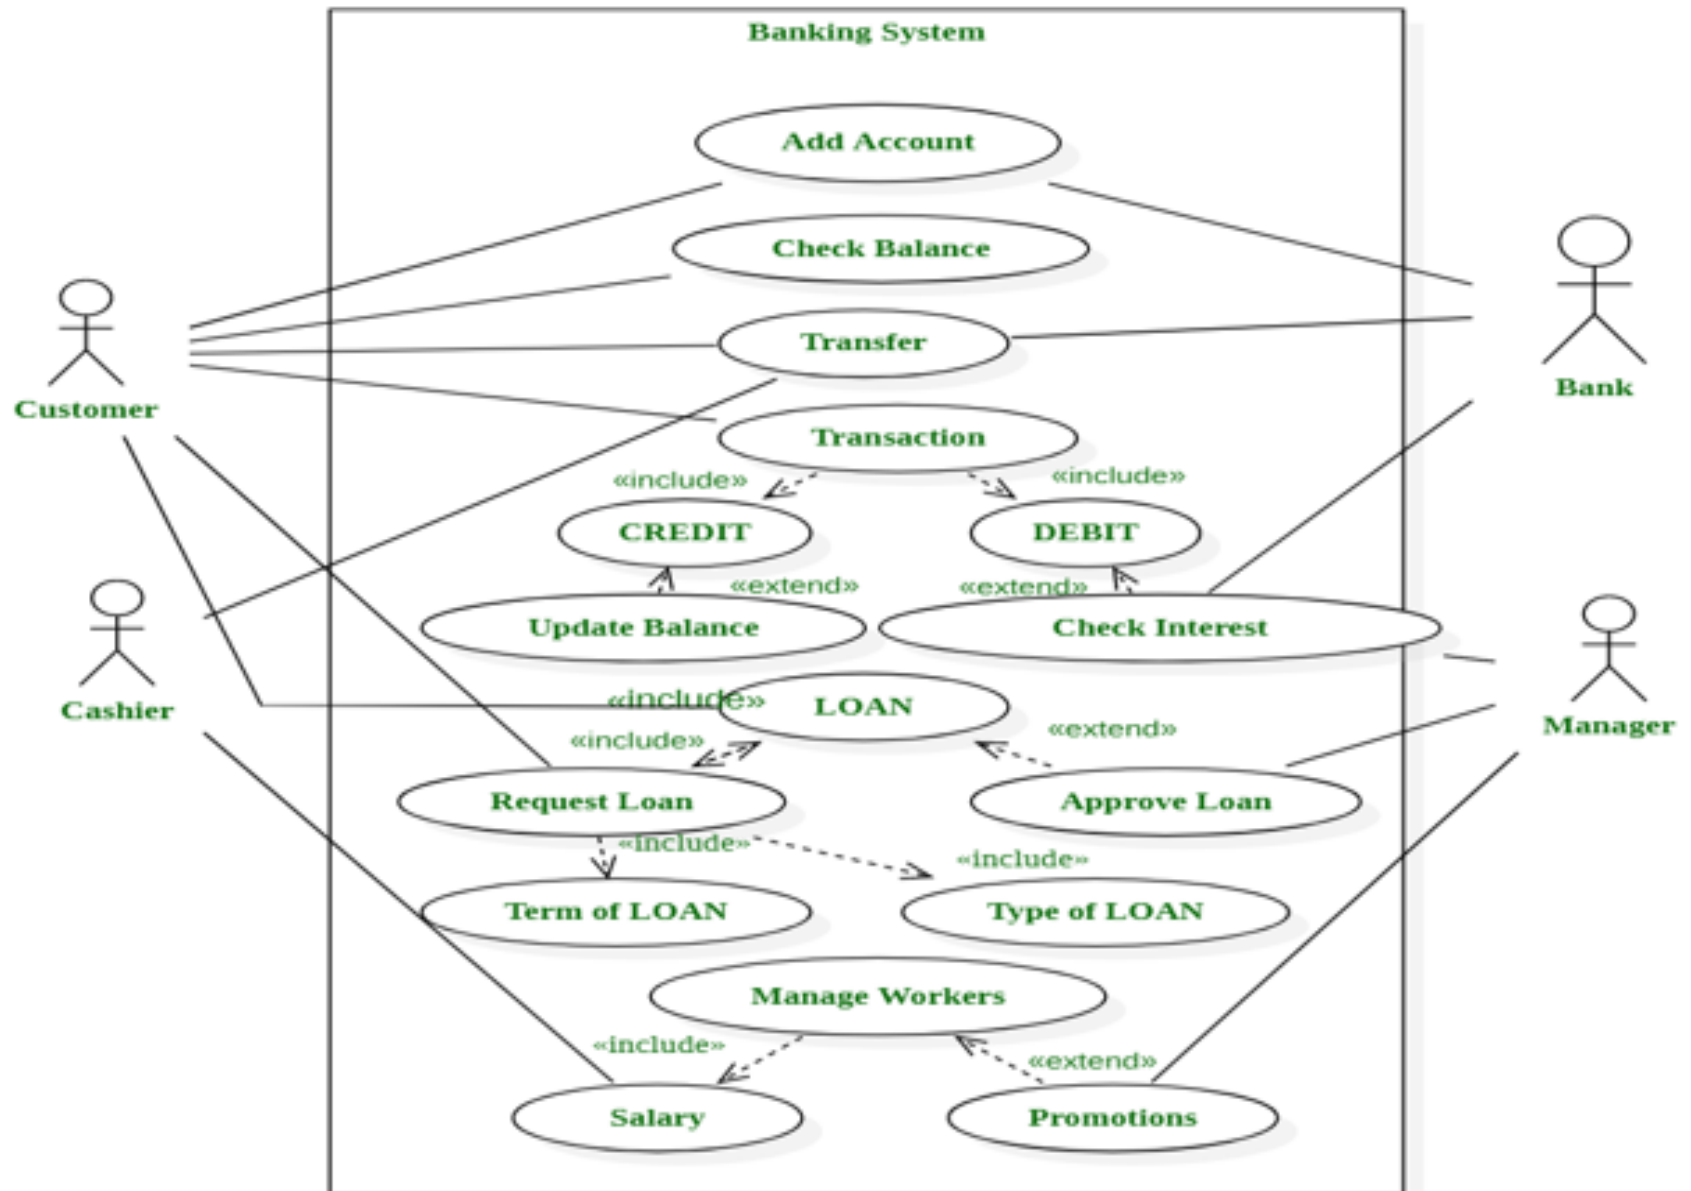 Banking System
Add Account
Check Balance
Transfer
Customer
Bank
Transaction
«include»
«include»
CREDIT
DEBIT
«extend»
«extend»
Update Balance
Check Interest
Cashier
«include»
LOAN
Manager
«include»
«extend»
Request Loan
Approve Loan
«include»
«include»
Term of LOAN
Type of LOAN
Manage Workers
«include»
«extend»
Salary
Promotions